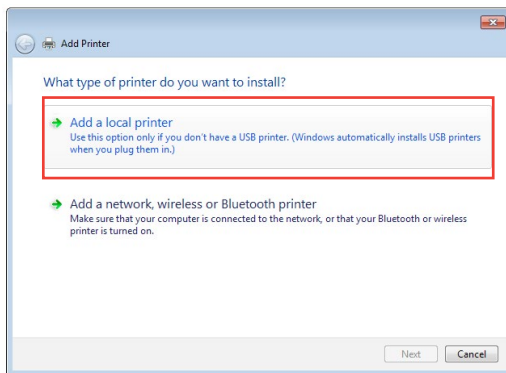 Add Printer
What type of printer do you want to install?
Add a local printer
Use this option only if you don't have a USB printer. (Windows automatically installs USB printers
when you plug them in.)
Add a network, wireless or Bluetooth printer
Make sure that your computer is connected to the network, or that your Bluetooth or wireless
printer is turned on.
Next Cancel